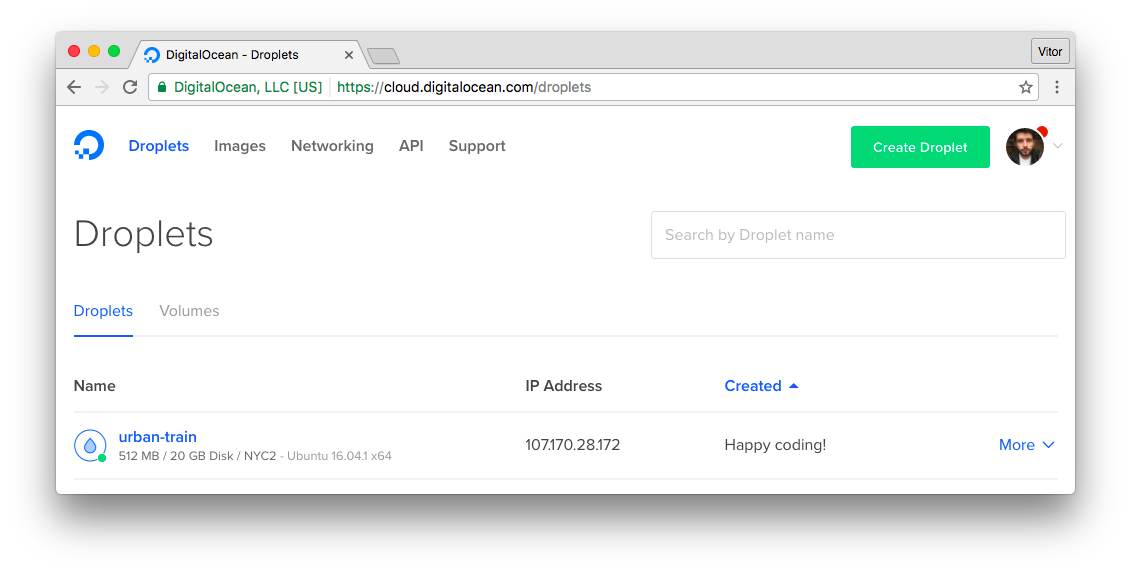 DigitalOcean - Droplets
Vitor
DigitalOcean, LLC [US] https://cloud.digitalocean.com/droplets
Droplets Images Networking API Support Create Droplet
Droplets
Search by Droplet name
Droplets Volumes
Name IP Address Created
urban-train
512 MB / 20 GB Disk / NYC2 - Ubuntu 16.04.1 x64
107.170.28.172
Happy coding!
More